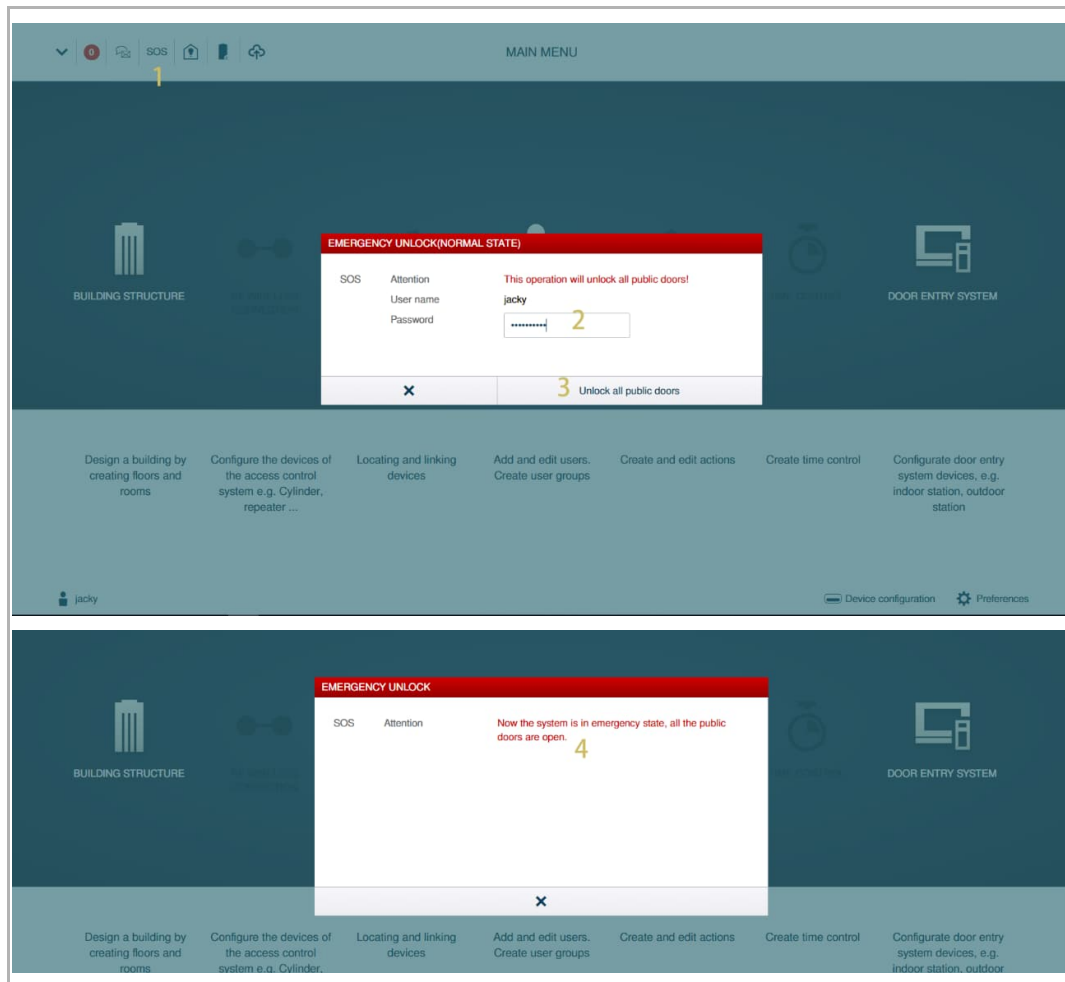 0
SOS
MAIN MENU
1
EMERGENCY UNLOCK(NORMAL STATE)
SOS Attention This operation will unlock all public doors!
User name jacky
Password •••••••••• 2
3 Unlock all public doors
BUILDING STRUCTURE
DOOR ENTRY SYSTEM
Design a building by
creating floors and
rooms
Configure the devices of
the access control
system e.g. Cylinder,
repeater ...
Locating and linking
devices
Add and edit users.
Create user groups
Create and edit actions
Create time control
Configurate door entry
system devices, e.g.
indoor station, outdoor
station
jacky
Device configuration
Preferences
EMERGENCY UNLOCK
SOS Attention Now the system is in emergency state, all the public
doors are open.
4
BUILDING STRUCTURE
DOOR ENTRY SYSTEM
Design a building by
creating floors and
rooms
Configure the devices of
the access control
system e.g. Cylinder,
Locating and linking
devices
Add and edit users.
Create user groups
Create and edit actions
Create time control
Configurate door entry
system devices, e.g.
indoor station, outdoor